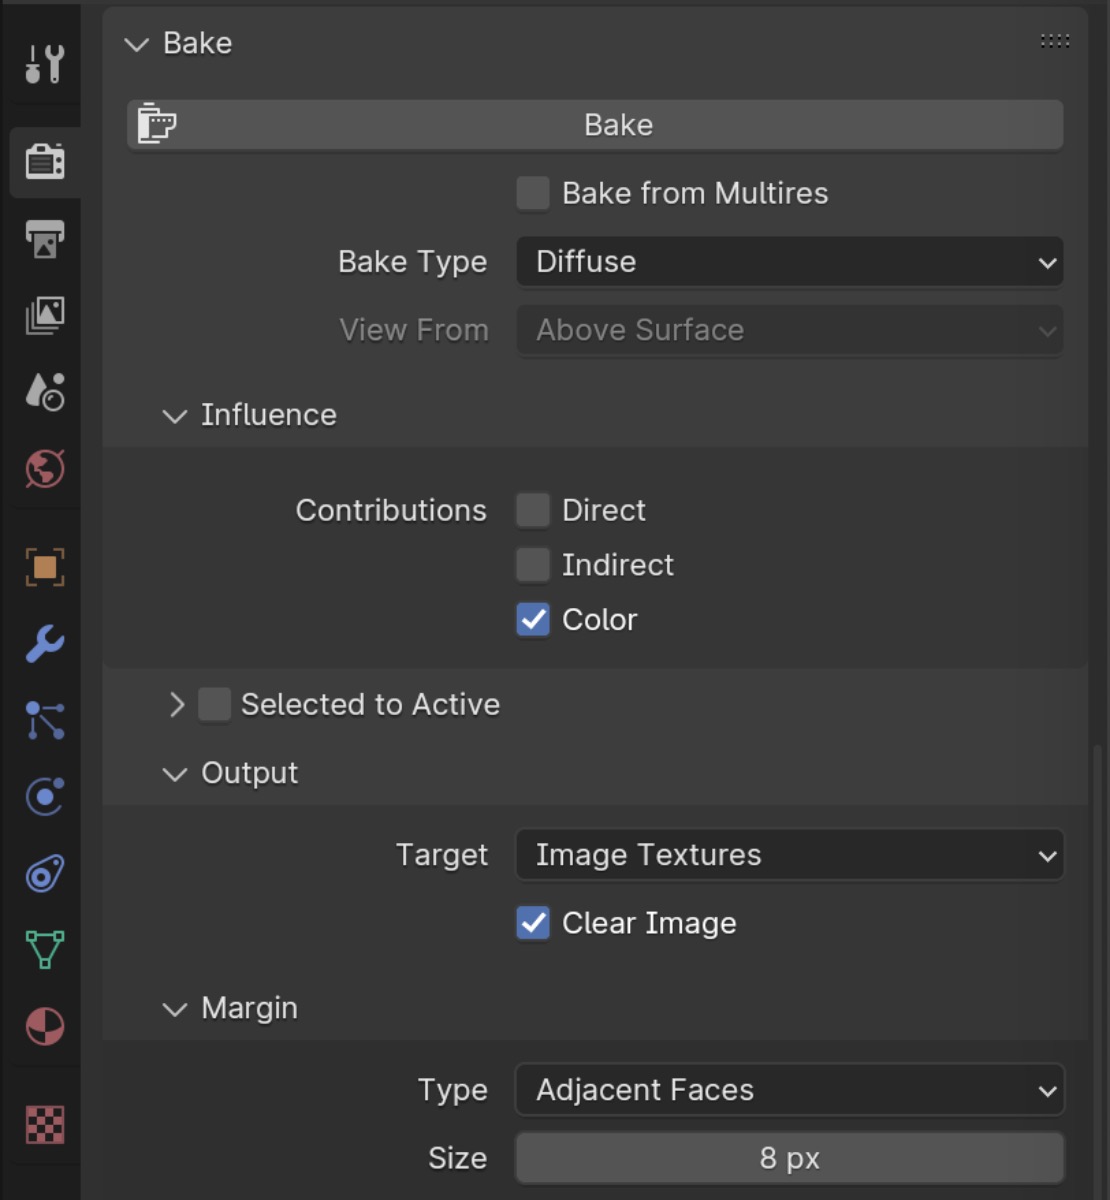 Bake
Bake
Bake from Multires
Bake Type Diffuse
View From Above Surface
Influence
Contributions Direct
Indirect
Color
Selected to Active
Output
Target Image Textures
Clear Image
Margin
Type Adjacent Faces
Size 8 px